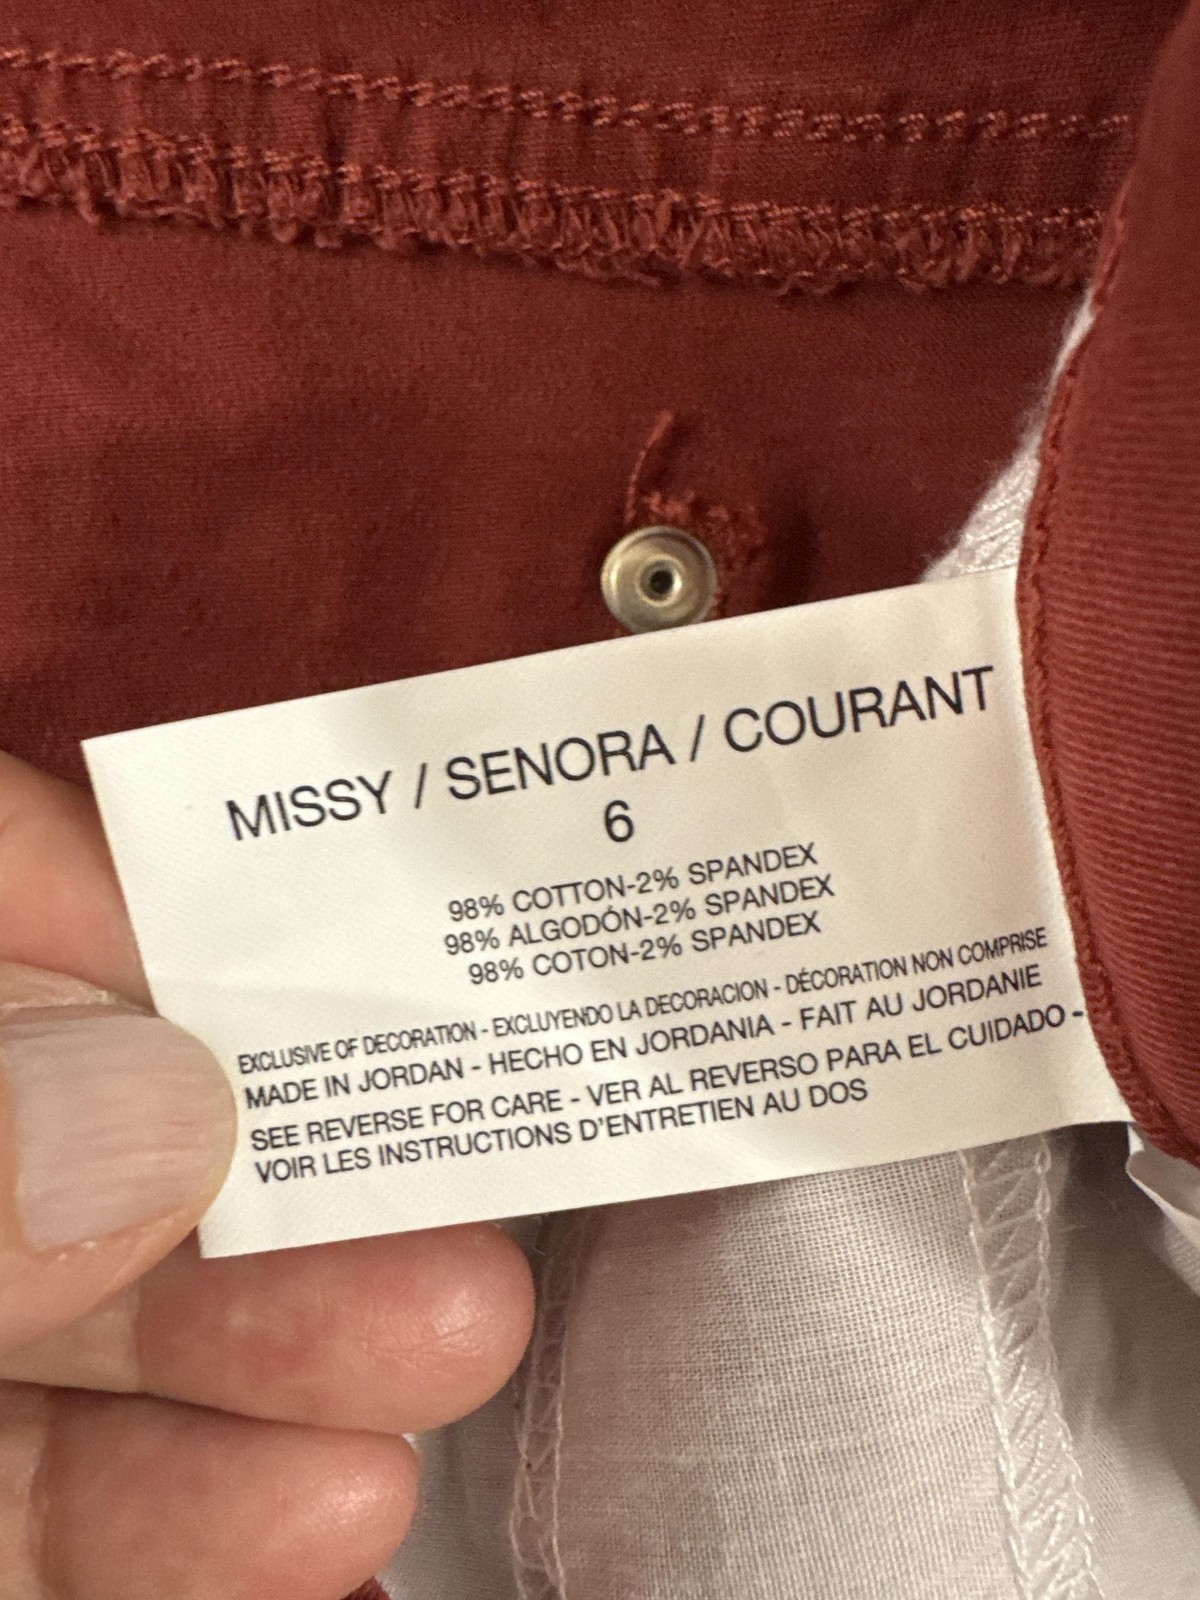 MISSY / SENORA / COURANT
6
98% COTTON-2% SPANDEX
98% ALGODÓN-2% SPANDEX
98% COTON-2% SPANDEX
EXCLUSIVE OF DECORATION - EXCLUYENDO LA DECORACION - DÉCORATION NON COMPRISE
MADE IN JORDAN - HECHO EN JORDANIA - FAIT AU JORDANIE
SEE REVERSE FOR CARE - VER AL REVERSO PARA EL CUIDADO -
VOIR LES INSTRUCTIONS D'ENTRETIEN AU DOS